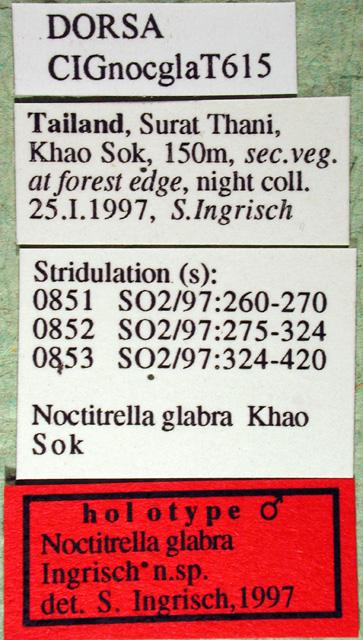 DORSA
CIGnocglaT615
Tailand, Surat Thani,
Khao Sok, 150m, sec.veg.
at forest edge, night coll.
25.I.1997, S.Ingrisch
Stridulation (s):
0851 SO2/97:260-270
0852 SO2/97:275-324
0853 SO2/97:324-420
Noctitrella glabra Khao
Sok
holotype ♂
Noctitrella glabra
Ingrisch n.sp.
det. S. Ingrisch,1997